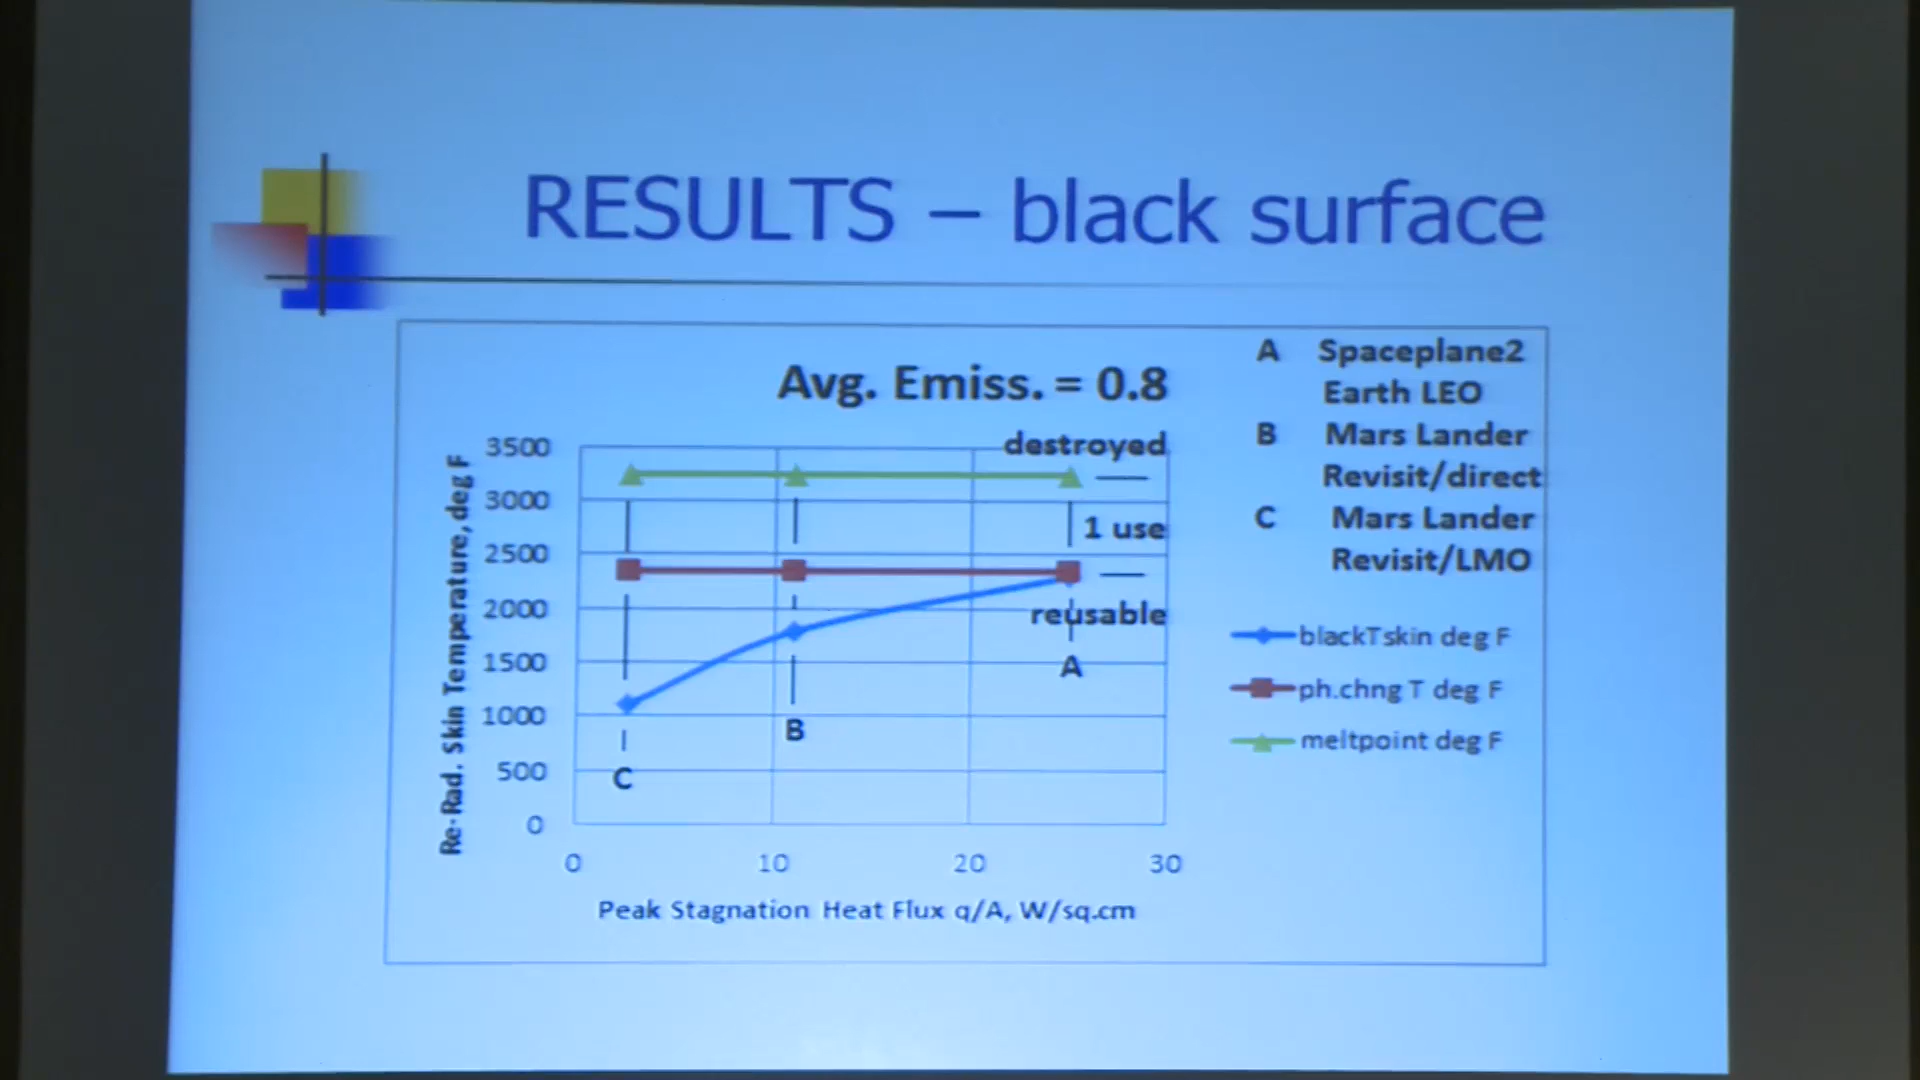 RESULTS – black surface
Avg. Emiss. = 0.8
A Spaceplane2
Earth LEO
B Mars Lander
Revisit/direct
C Mars Lander
Revisit/LMO
Re-Rad. Skin Temperature, deg F
3500
3000
2500
2000
1500
1000
500
0
destroyed
1 use
reusable
A
B
C
0 10 20 30
Peak Stagnation Heat Flux q/A, W/sq.cm
blackTskin deg F
ph.chng T deg F
meltpoint deg F